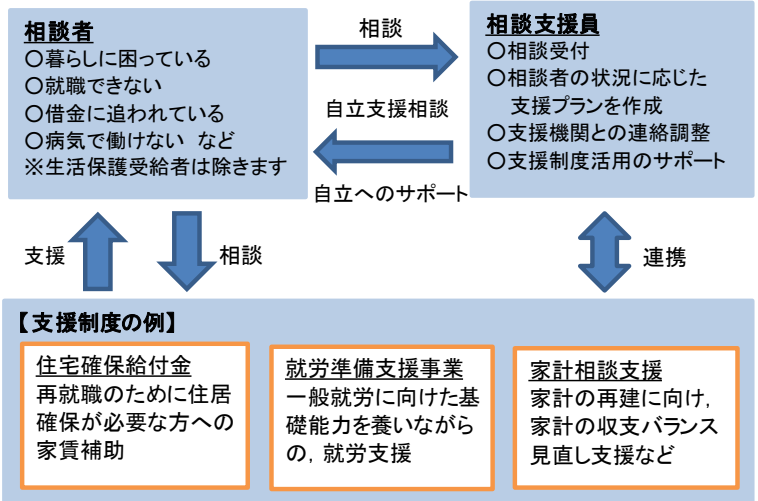 相談者
○暮らしに困っている
○就職できない
○借金に追われている
○病気で働けない など
※生活保護受給者は除きます
相談
自立支援相談
自立へのサポート
相談支援員
○相談受付
○相談者の状況に応じた
支援プランを作成
○支援機関との連絡調整
○支援制度活用のサポート
支援
相談
連携
【支援制度の例】
住宅確保給付金
再就職のために住居
確保が必要な方への
家賃補助
就労準備支援事業
一般就労に向けた基
礎能力を養いながら
の，就労支援
家計相談支援
家計の再建に向け，
家計の収支バランス
見直し支援など